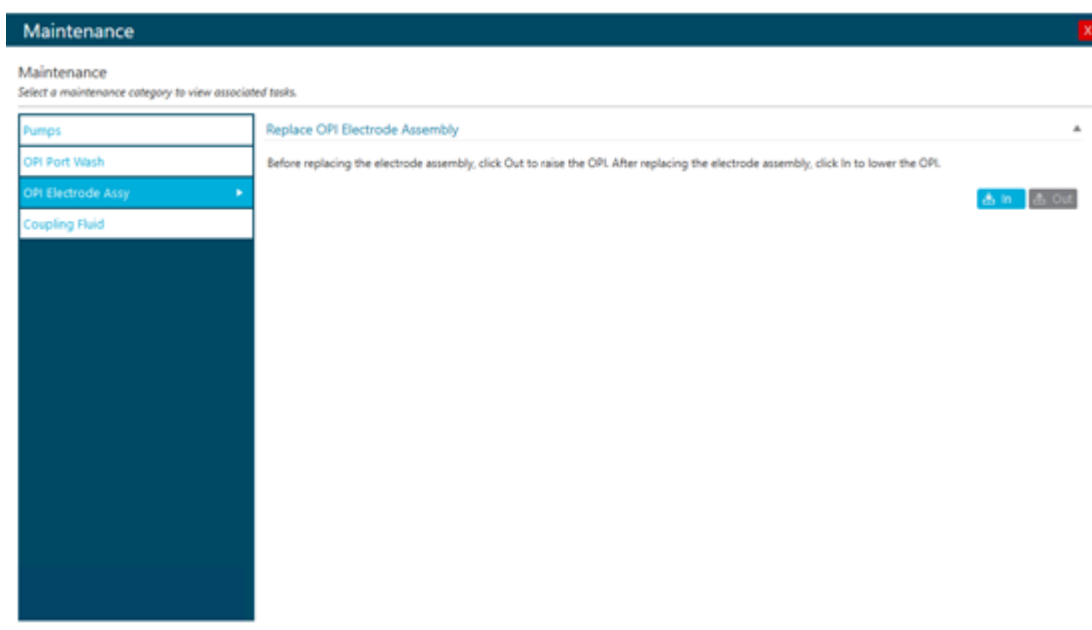 Maintenance
X
Maintenance
Select a maintenance category to view associated tasks.
Pumps
OPI Port Wash
OPI Electrode Assy
Coupling Fluid
Replace OPI Electrode Assembly
Before replacing the electrode assembly, click Out to raise the OPI. After replacing the electrode assembly, click In to lower the OPI.
In Out